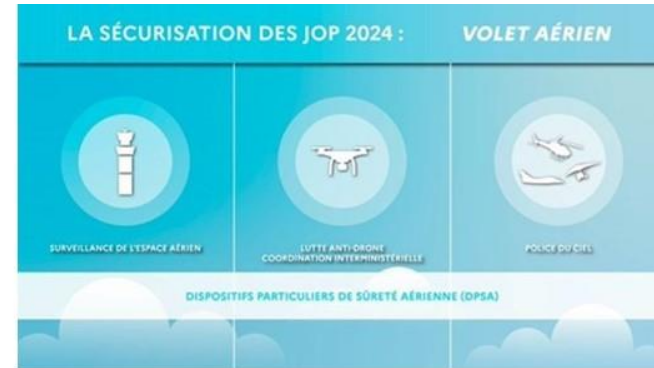 LA SÉCURISATION DES JOP 2024 : VOLET AÉRIEN
SURVEILLANCE DE L'ESPACE AÉRIEN
LUTTE ANTI-DRONE
COORDINATION INTERMINISTÉRIELLE
POLICE DU CIEL
DISPOSITIFS PARTICULIERS DE SÛRETÉ AÉRIENNE (DPSA)